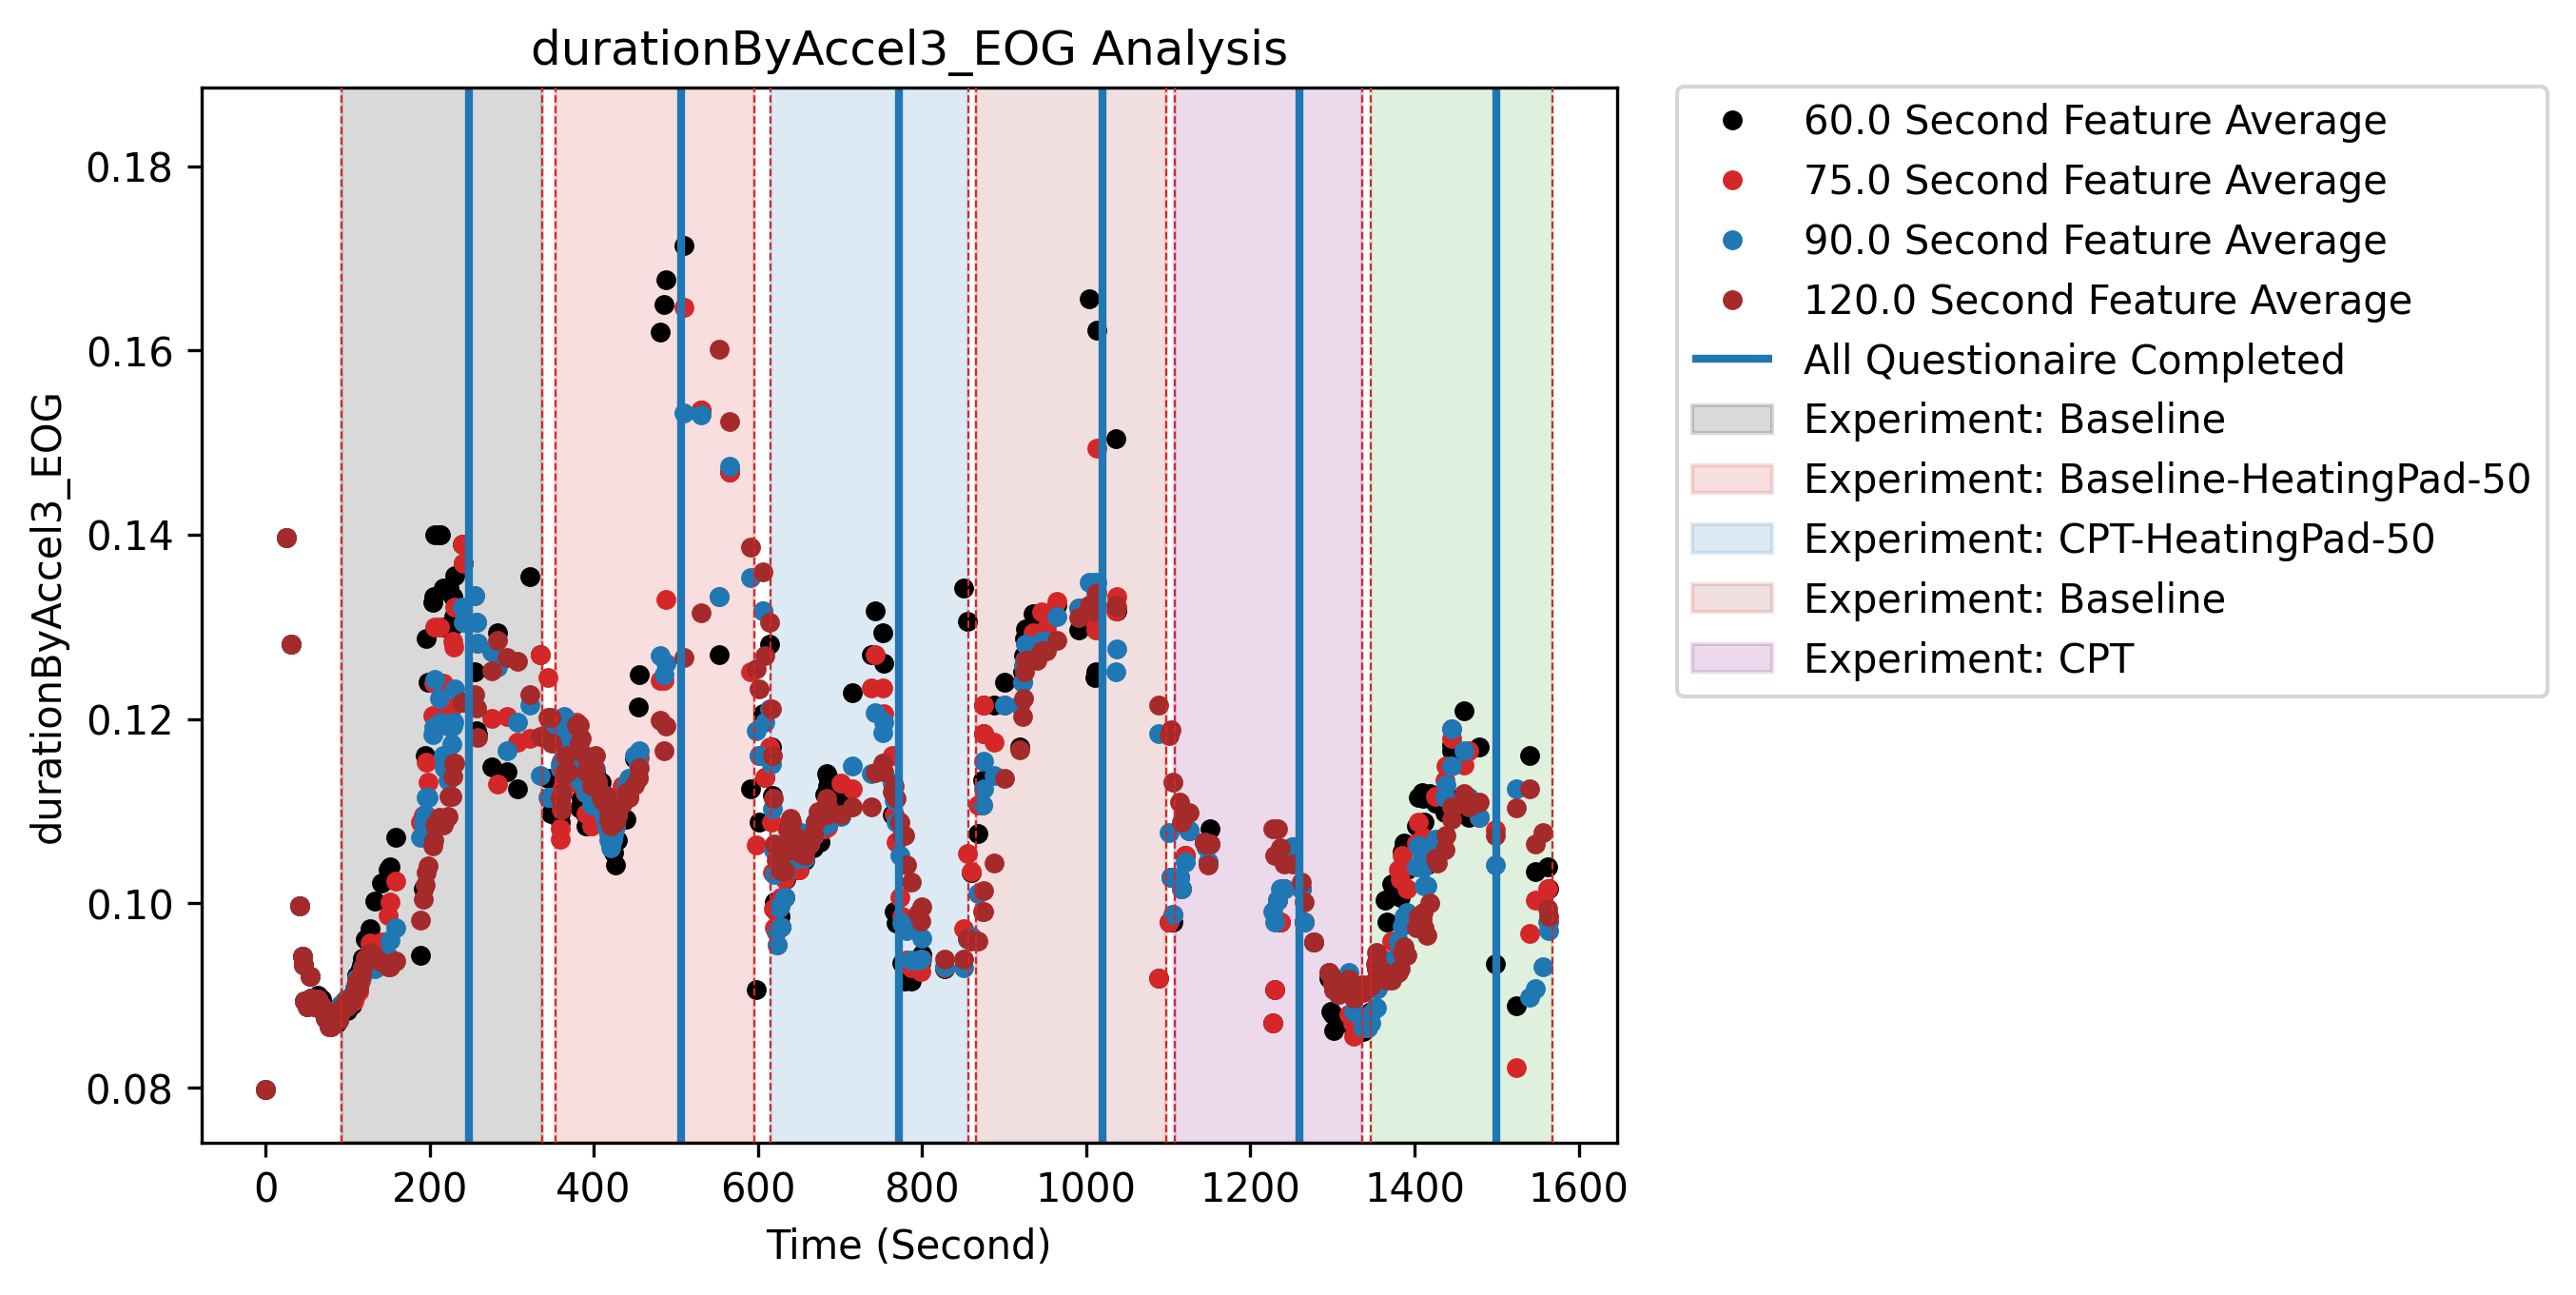 durationByAccel3_EOG Analysis
durationByAccel3_EOG
0.18
0.16
0.14
0.12
0.10
0.08
0 200 400 600 800 1000 1200 1400 1600
Time (Second)
60.0 Second Feature Average
75.0 Second Feature Average
90.0 Second Feature Average
120.0 Second Feature Average
All Questionaire Completed
Experiment: Baseline
Experiment: Baseline-HeatingPad-50
Experiment: CPT-HeatingPad-50
Experiment: Baseline
Experiment: CPT